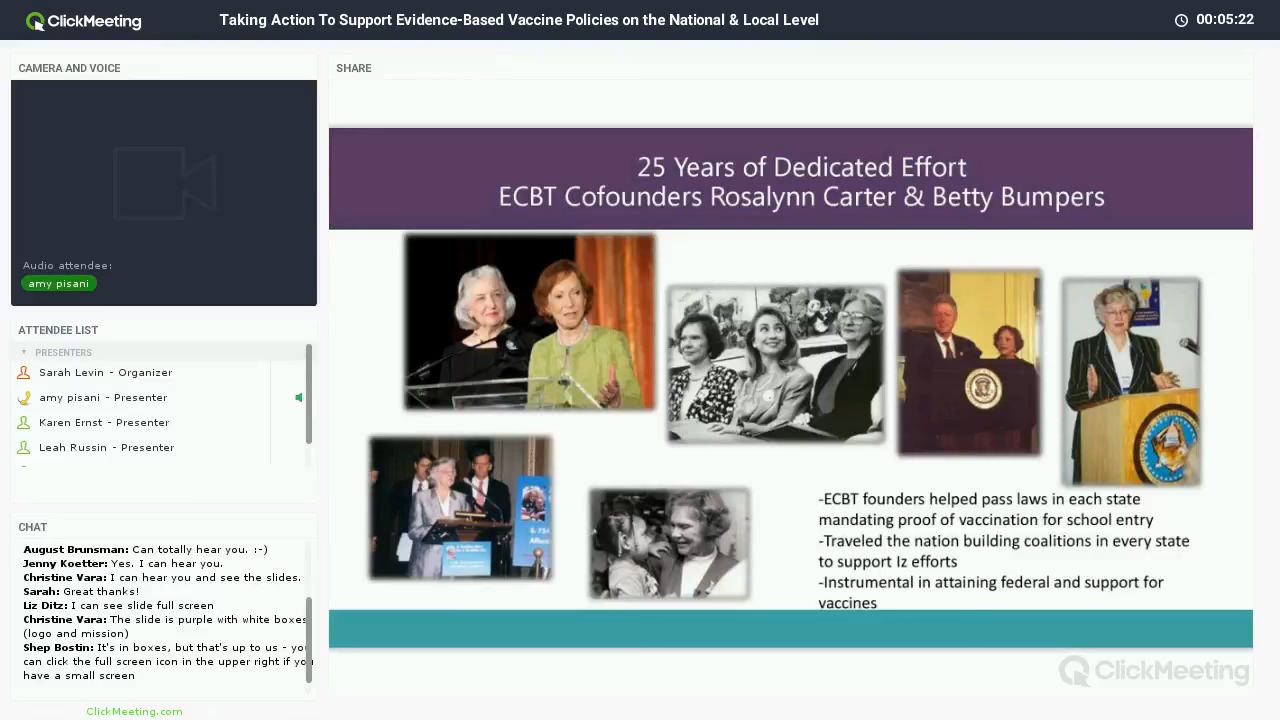 ClickMeeting
Taking Action To Support Evidence-Based Vaccine Policies on the National & Local Level
00:05:22
CAMERA AND VOICE
Audio attendee:
amy pisani
ATTENDEE LIST
PRESENTERS
Sarah Levin - Organizer
amy pisani - Presenter
Karen Ernst - Presenter
Leah Russin - Presenter
CHAT
August Brunsman: Can totally hear you. :-)
Jenny Koetter: Yes. I can hear you.
Christine Vara: I can hear you and see the slides.
Sarah: Great thanks!
Liz Ditz: I can see slide full screen
Christine Vara: The slide is purple with white boxes
(logo and mission)
Shep Bostin: It's in boxes, but that's up to us - you
can click the full screen icon in the upper right if you
have a small screen
ClickMeeting.com
SHARE
25 Years of Dedicated Effort
ECBT Cofounders Rosalynn Carter & Betty Bumpers
-ECBT founders helped pass laws in each state
mandating proof of vaccination for school entry
-Traveled the nation building coalitions in every state
to support Iz efforts
-Instrumental in attaining federal and support for
vaccines
ClickMeeting